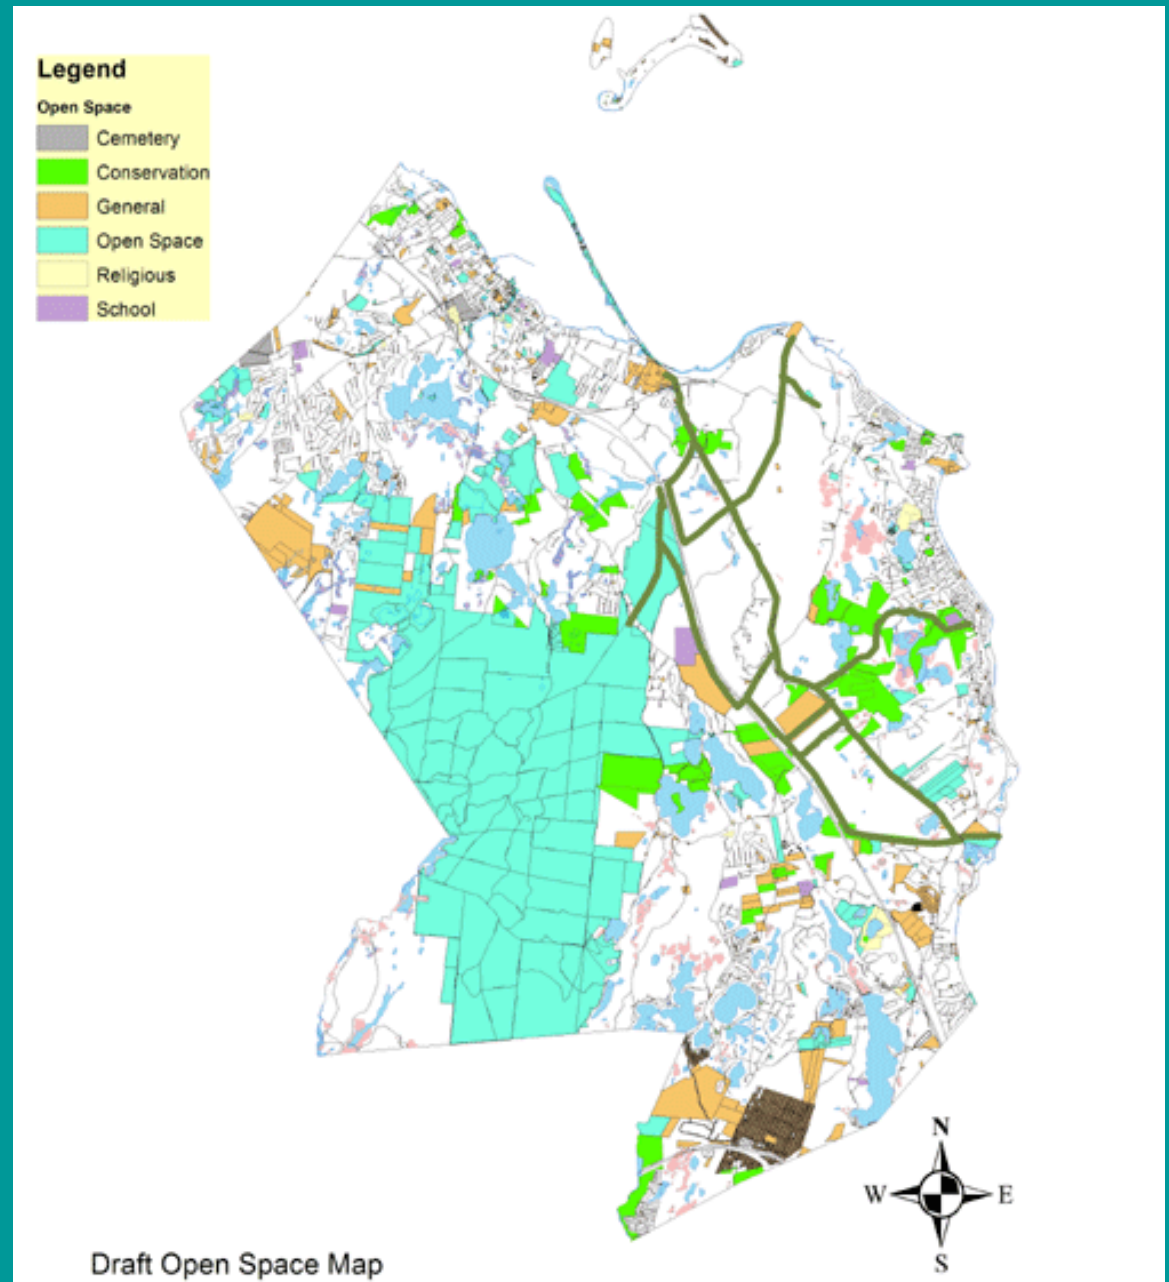 Legend
Open Space
Cemetery
Conservation
General
Open Space
Religious
School
N
W E
S
Draft Open Space Map